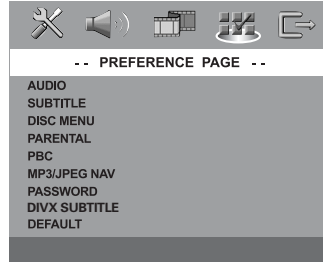 -- PREFERENCE PAGE --
AUDIO
SUBTITLE
DISC MENU
PARENTAL
PBC
MP3/JPEG NAV
PASSWORD
DIVX SUBTITLE
DEFAULT